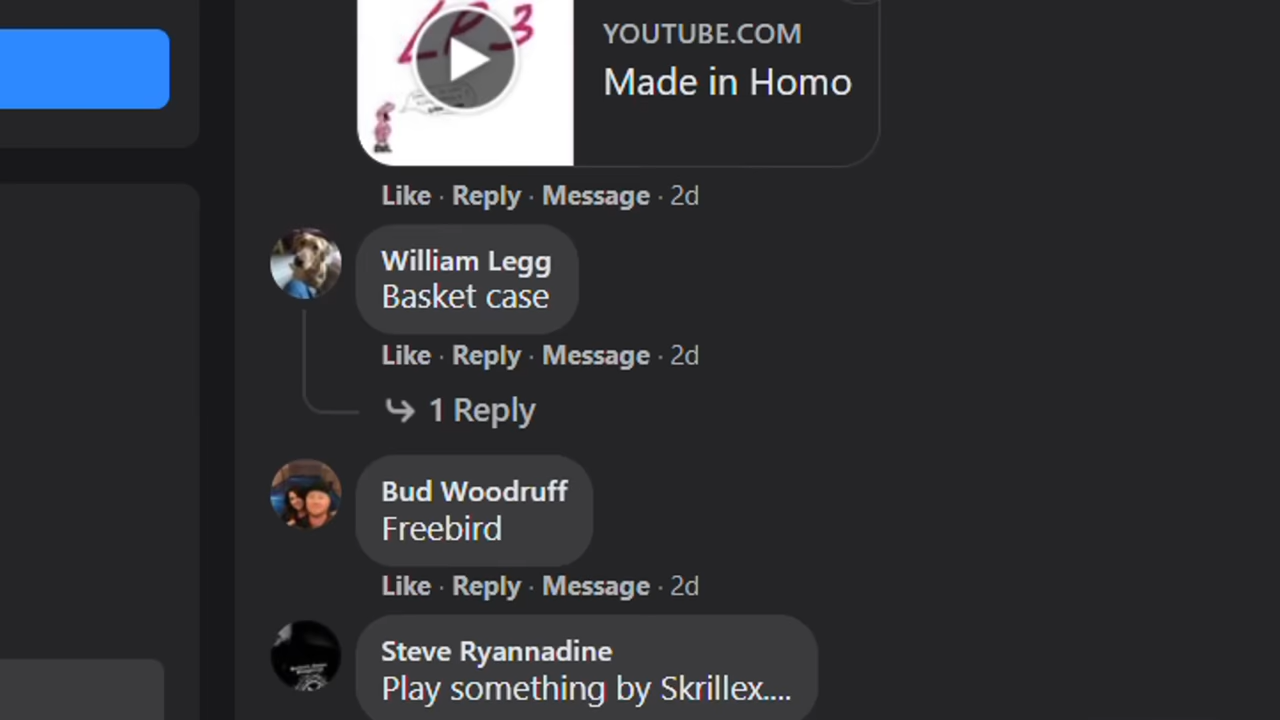 LP3
YOUTUBE.COM
Made in Homo
Like · Reply · Message · 2d
William Legg
Basket case
Like · Reply · Message · 2d
1 Reply
Bud Woodruff
Freebird
Like · Reply · Message · 2d
Steve Ryannadine
Play something by Skrillex....